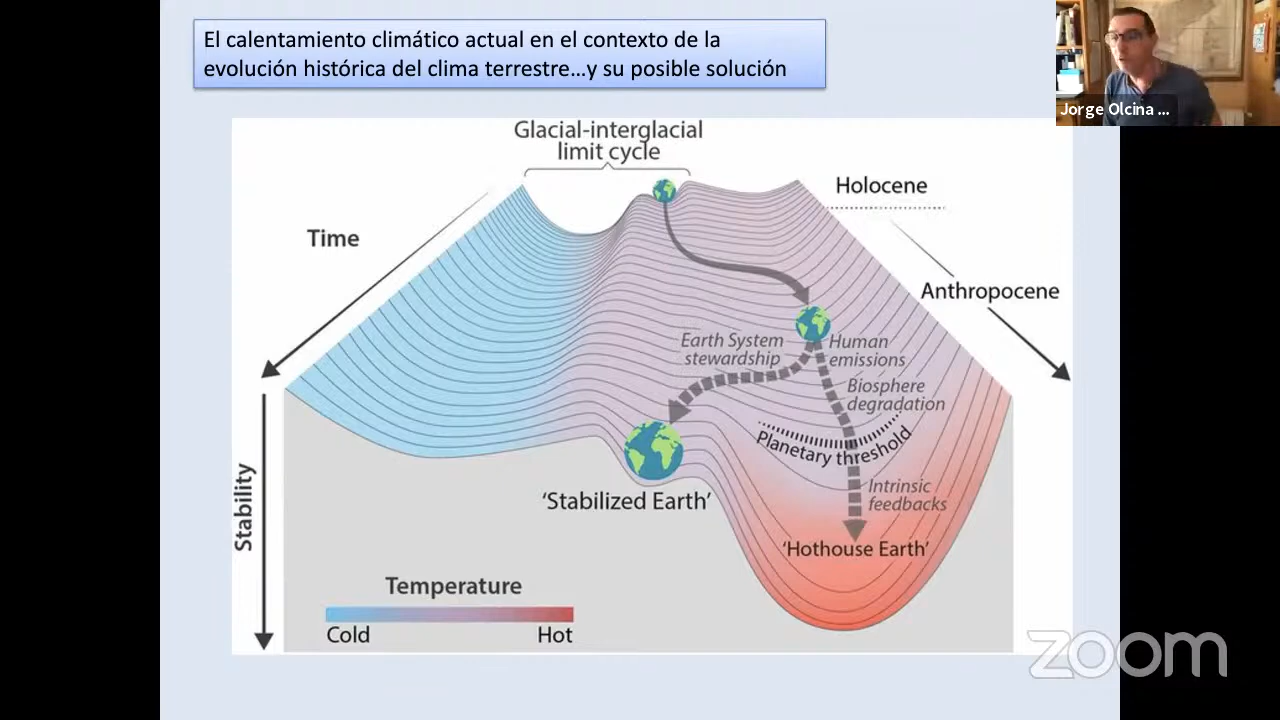 El calentamiento climático actual en el contexto de la
evolución histórica del clima terrestre...y su posible solución
Jorge Olcina ...
Glacial-interglacial
limit cycle
Holocene
Time
Anthropocene
Earth System
stewardship
Human
emissions
Biosphere
degradation
Planetary threshold
Stability
Intrinsic
feedbacks
'Stabilized Earth'
'Hothouse Earth'
Temperature
Cold
Hot
zoom